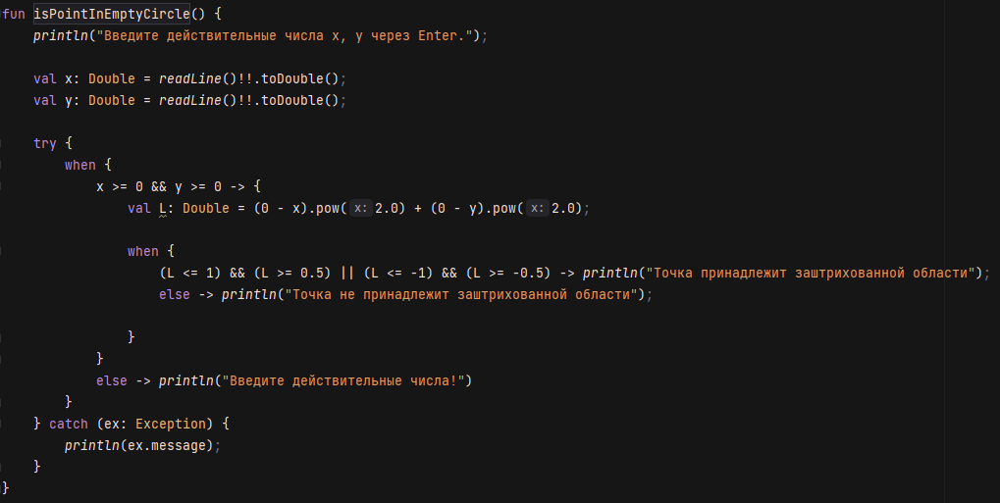 fun isPointInEmptyCircle() {
    println("Введите действительные числа x, y через Enter.");
    val x: Double = readLine()!!.toDouble();
    val y: Double = readLine()!!.toDouble();
    try {
        when {
            x >= 0 && y >= 0 -> {
                val L: Double = (0 - x).pow( x: 2.0) + (0 - y).pow( x: 2.0);
                when {
                    (L <= 1) && (L >= 0.5) || (L <= -1) && (L >= -0.5) -> println("Точка принадлежит заштрихованной области");
                    else -> println("Точка не принадлежит заштрихованной области");
                }
            }
            else -> println("Введите действительные числа!")
        }
    } catch (ex: Exception) {
        println(ex.message);
    }
}